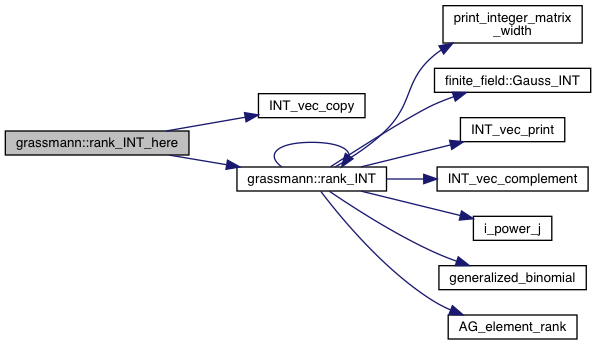 print_integer_matrix
_width
finite_field::Gauss_INT
INT_vec_copy
INT_vec_print
grassmann::rank_INT_here
grassmann::rank_INT
INT_vec_complement
i_power_j
generalized_binomial
AG_element_rank